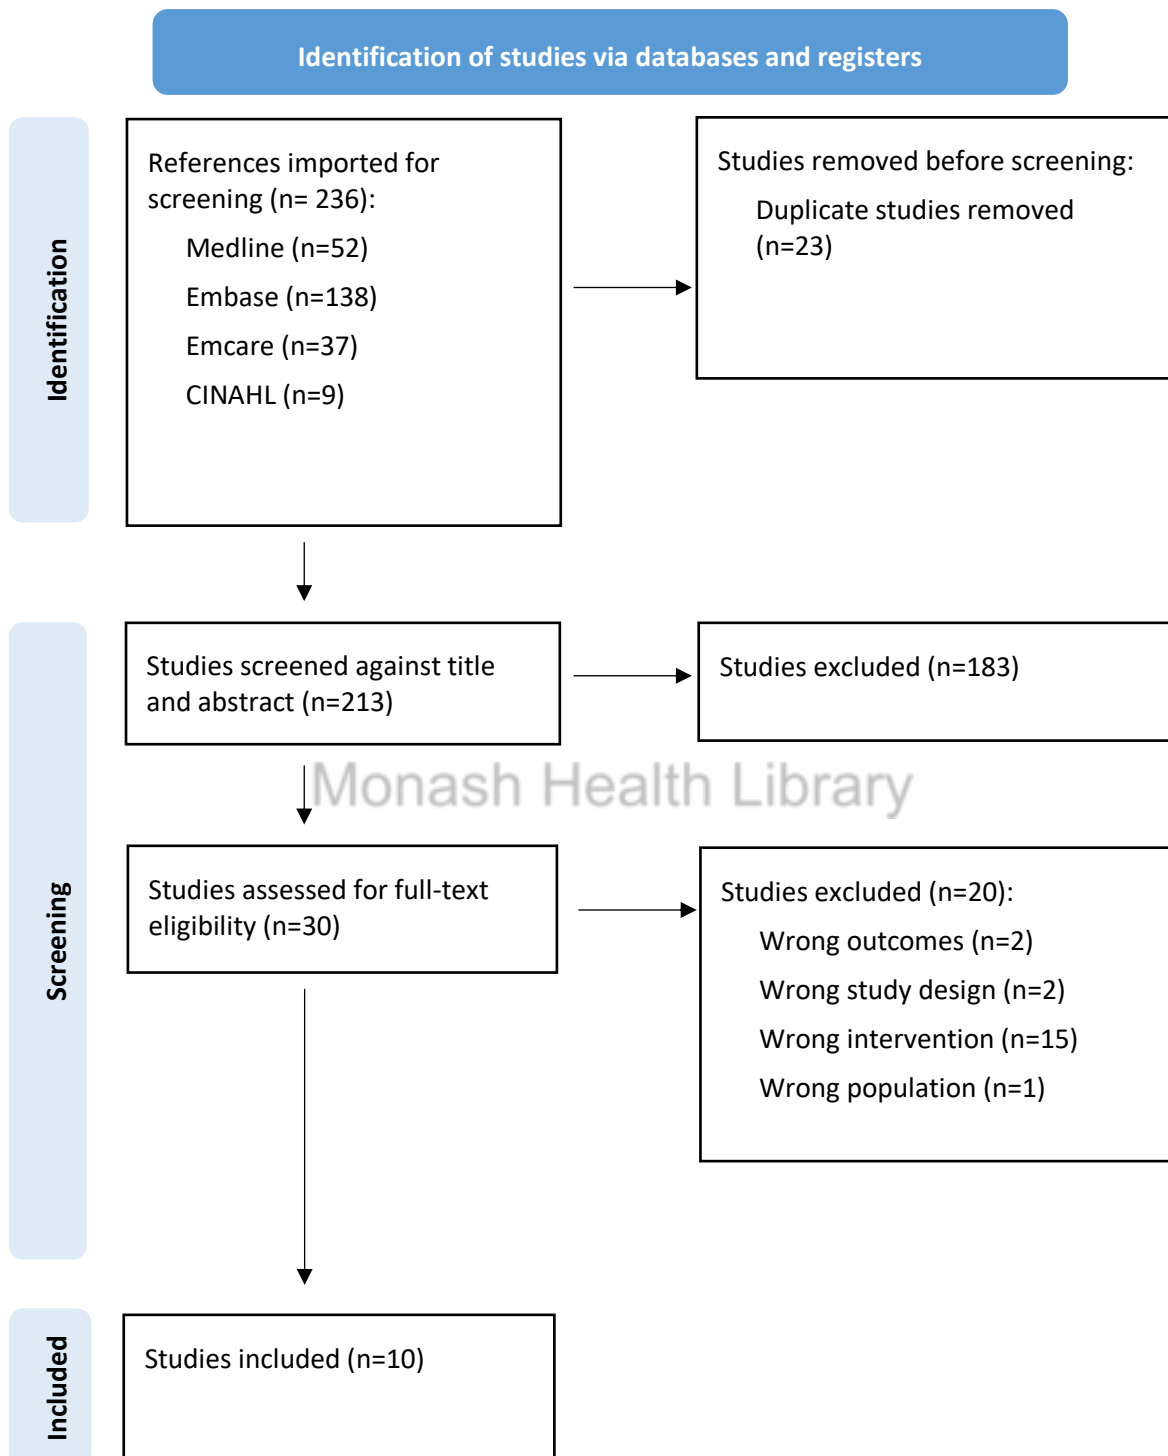 Identification of studies via databases and registers
Identification
References imported for
screening (n= 236):
Medline (n=52)
Embase (n=138)
Emcare (n=37)
CINAHL (n=9)
Studies removed before screening:
Duplicate studies removed
(n=23)
Screening
Studies screened against title
and abstract (n=213)
Studies excluded (n=183)
Monash Health Library
Studies assessed for full-text
eligibility (n=30)
Studies excluded (n=20):
Wrong outcomes (n=2)
Wrong study design (n=2)
Wrong intervention (n=15)
Wrong population (n=1)
Included
Studies included (n=10)